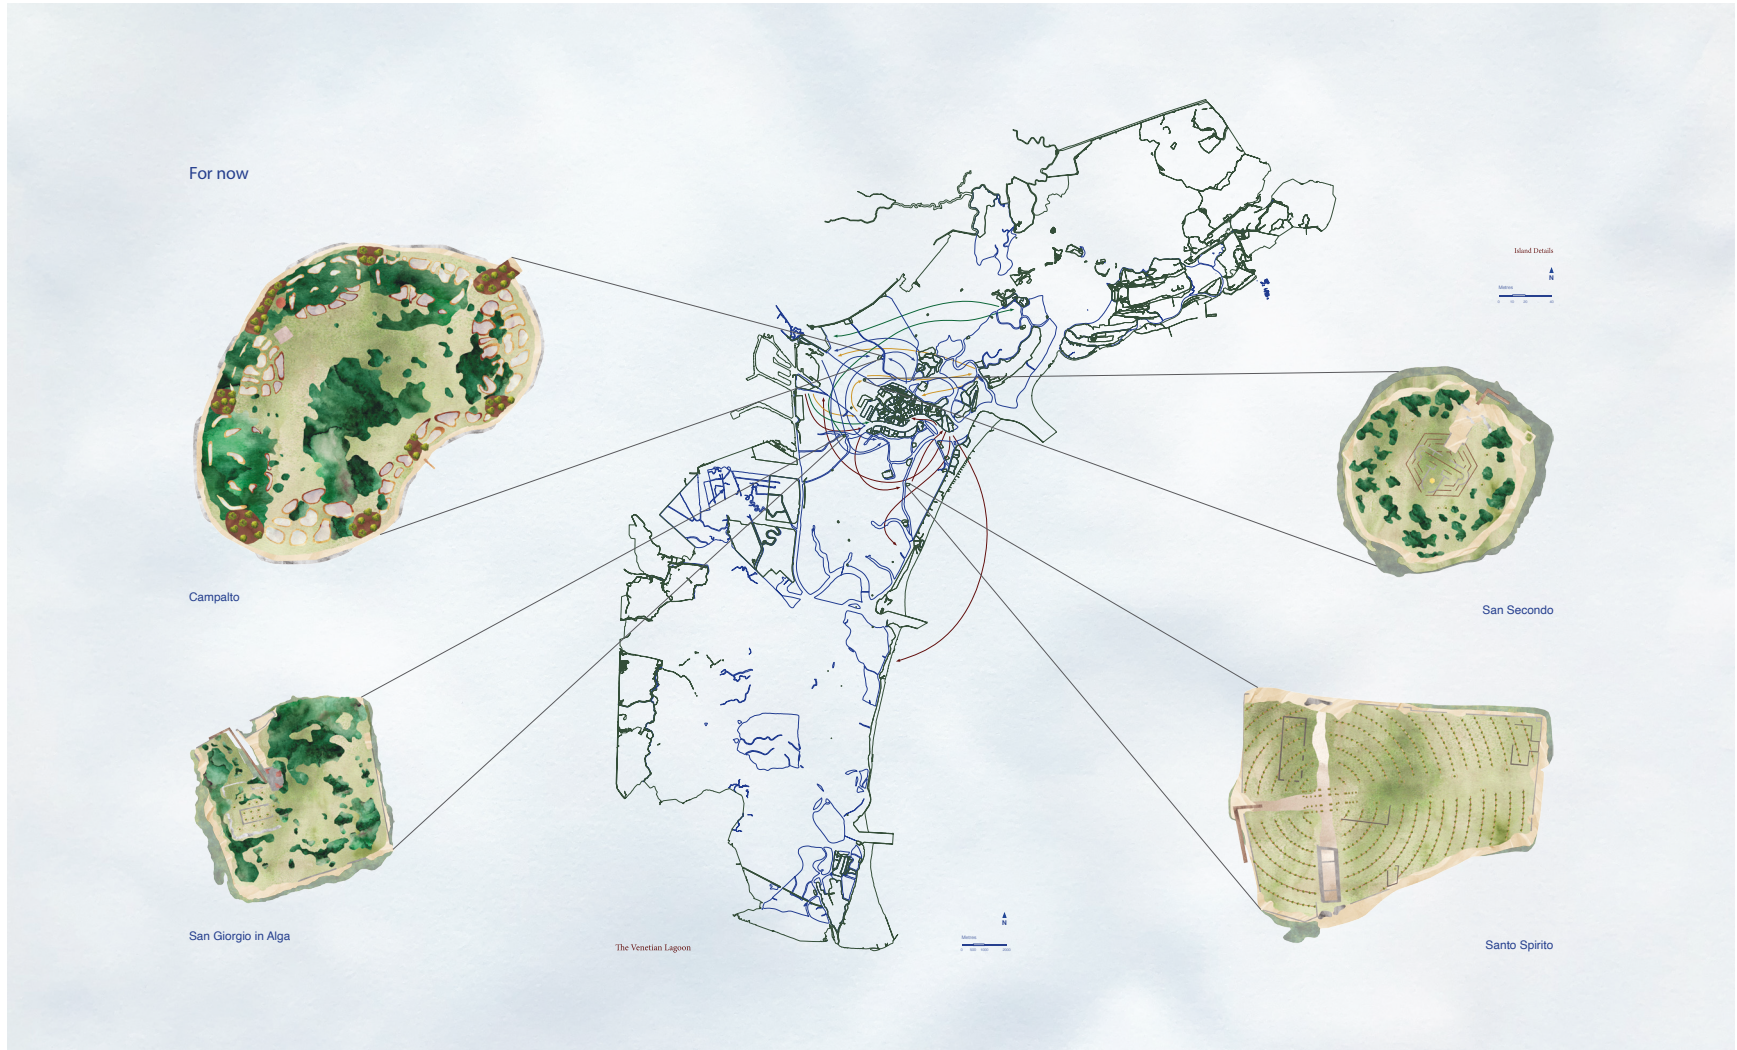 For now
Island Details
N
Metres
Campalto
San Secondo
San Giorgio in Alga
Santo Spirito
The Venetian Lagoon
N
Metres